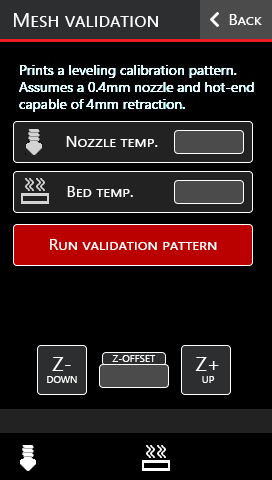 Mesh validation
Back
Prints a leveling calibration pattern.
Assumes a 0.4mm nozzle and hot-end
capable of 4mm retraction.
Nozzle temp.
Bed temp.
Run validation pattern
Z-
DOWN
Z-OFFSET
Z+
UP